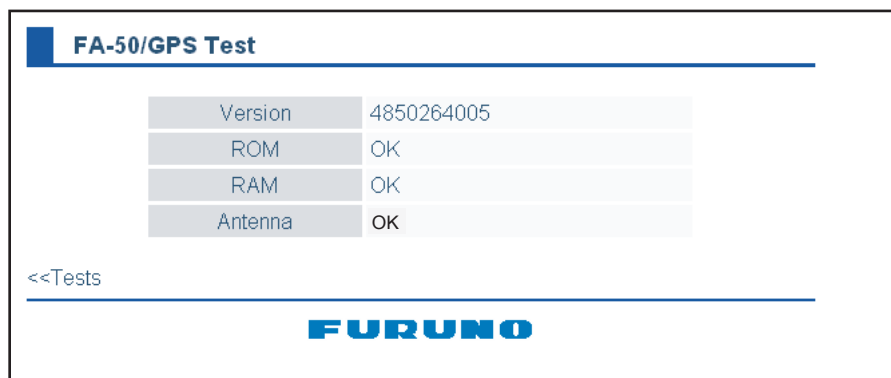 FA-50/GPS Test
Version 4850264005
ROM OK
RAM OK
Antenna OK
<<Tests
FURUNO